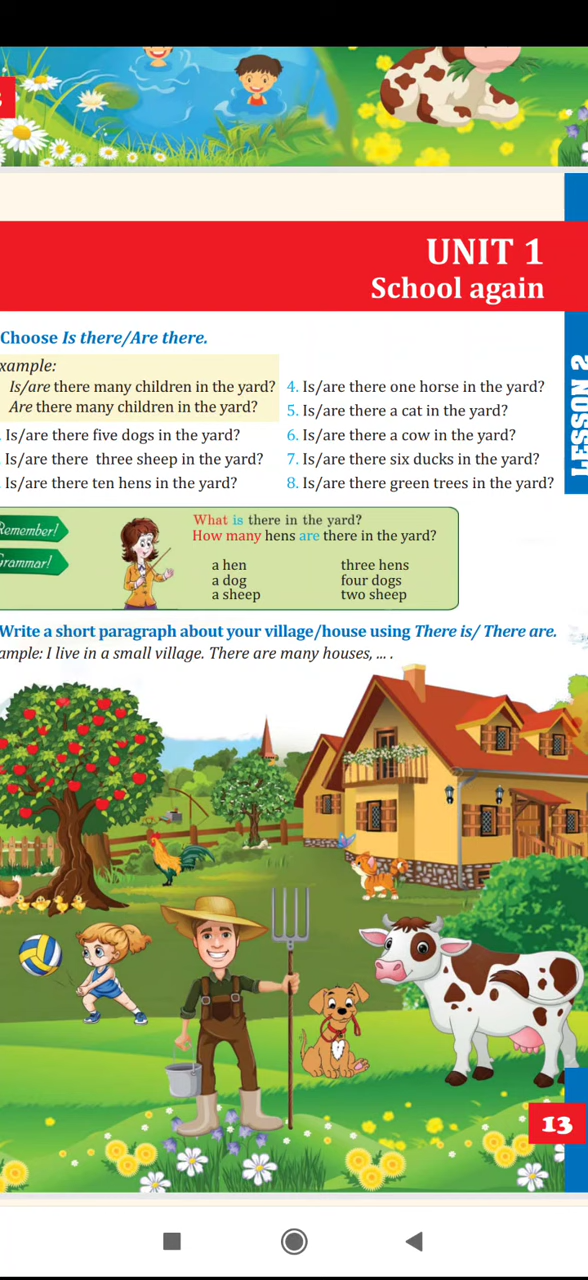 UNIT 1
School again
LESSON 2
Choose Is there/Are there.
xample:
Is/are there many children in the yard?
Are there many children in the yard?
Is/are there five dogs in the yard?
Is/are there three sheep in the yard?
Is/are there ten hens in the yard?
4. Is/are there one horse in the yard?
5. Is/are there a cat in the yard?
6. Is/are there a cow in the yard?
7. Is/are there six ducks in the yard?
8. Is/are there green trees in the yard?
Remember!
Grammar!
What is there in the yard?
How many hens are there in the yard?
a hen three hens
a dog four dogs
a sheep two sheep
Write a short paragraph about your village/house using There is/ There are.
ample: I live in a small village. There are many houses, ... .
13